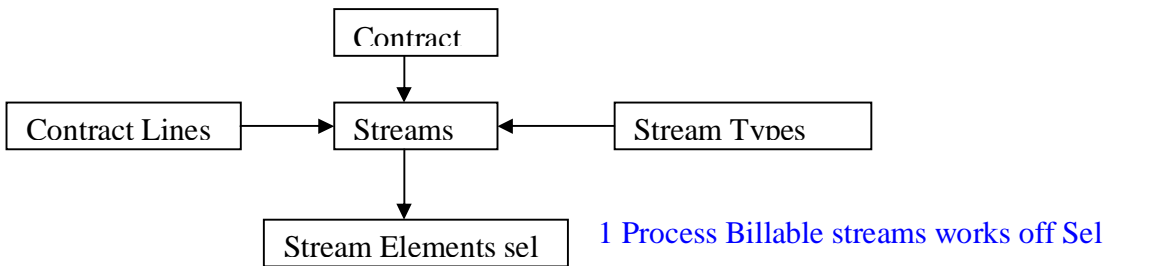 Contract
Contract Lines
Streams
Stream Types
Stream Elements sel
1 Process Billable streams works off Sel